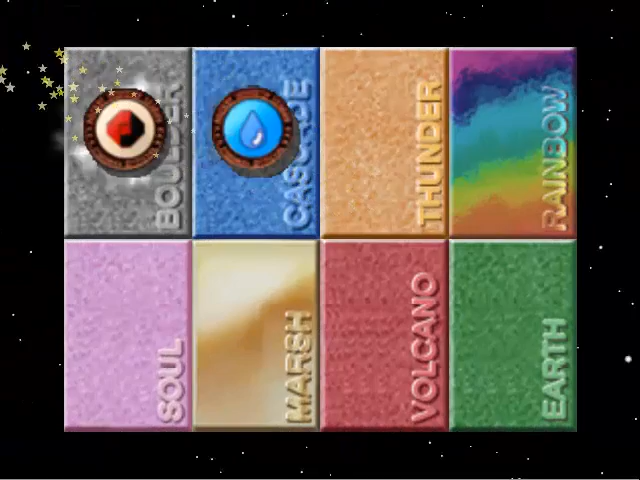 BOULDER
CASCADE
THUNDER
RAINBOW
SOUL
MARSH
VOLCANO
EARTH